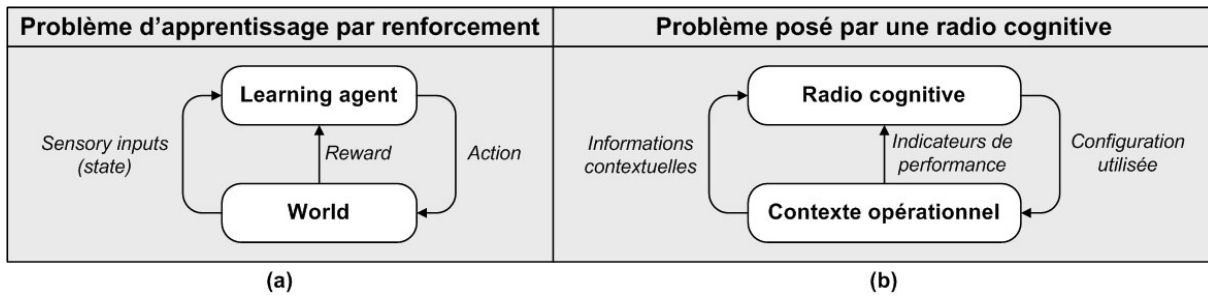 Problème d'apprentissage par renforcement
Problème posé par une radio cognitive
Learning agent
Sensory inputs
(state)
Reward
Action
World
Radio cognitive
Informations
contextuelles
Indicateurs de
performance
Configuration
utilisée
Contexte opérationnel
(a)
(b)